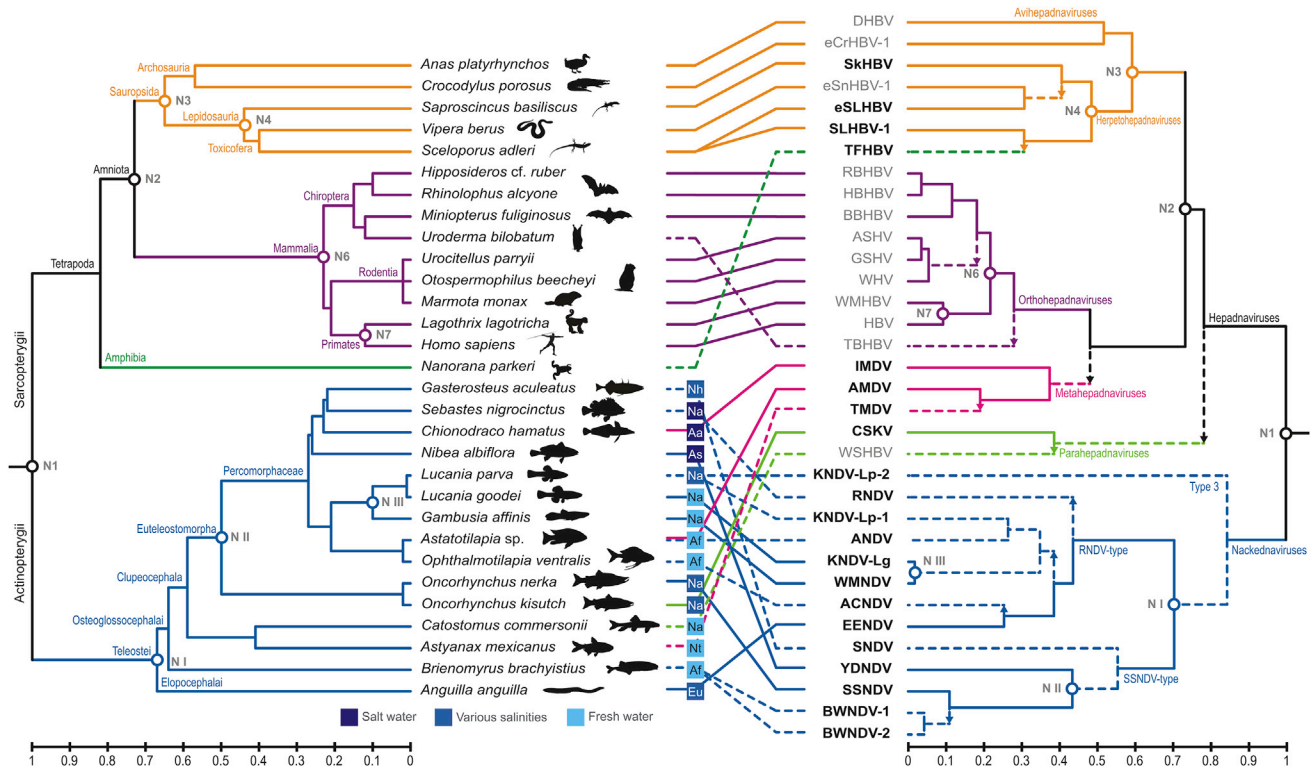 DHBV
Avihepadnaviruses
eCrHBV-1
Archosauria
Anas platyrhynchos
SkHBV
N3
Sauropsida
Crocodylus porosus
eSnHBV-1
N3
Lepidosauria
N4
Saproscincus basiliscus
eSLHBV
N4
Herpetohepadnaviruses
Vipera berus
SLHBV-1
Toxicofera
Sceloporus adleri
TFHBV
Amniota
N2
Hipposideros cf. ruber
RBHBV
Chiroptera
Rhinolophus alcyone
HBHBV
Miniopterus fuliginosus
BBHBV
N2
Uroderma bilobatum
ASHV
Mammalia
N6
Urocitellus parryii
GSHV
Tetrapoda
Rodentia
Otospermophilus beecheyi
WHV
N6
Marmota monax
WMHBV
Orthohepadnaviruses
Lagothrix lagotricha
HBV
N7
Hepadnaviruses
N7
Primates
Homo sapiens
TBHBV
Sarcopterygii
Amphibia
Nanorana parkeri
IMDV
Gasterosteus aculeatus
Nh
AMDV
Metahepadnaviruses
Sebastes nigrocinctus
Na
TMDV
Chionodraco hamatus
Aa
CSKV
N1
Nibea albiflora
As
WSHBV
Parahepadnaviruses
N1
Percomorphaceae
Lucania parva
Na
KNDV-Lp-2
Type 3
N III
Lucania goodei
Na
RNDV
Gambusia affinis
Na
KNDV-Lp-1
Euteleostomorpha
N II
Astatotilapia sp.
Af
ANDV
RNDV-type
Nackednaviruses
Ophthalmotilapia ventralis
Af
KNDV-Lg
N III
Actinopterygii
Clupeocephala
Oncorhynchus nerka
Na
WMNDV
Oncorhynchus kisutch
Na
ACNDV
N I
Osteoglossocephalai
Catostomus commersonii
Na
EENDV
Teleostei
Astyanax mexicanus
Nt
SNDV
N I
Brienomyrus brachyistius
Af
YDNDV
SSNDV-type
Elopocephalai
Anguilla anguilla
Eu
SSNDV
N II
Salt water
Various salinities
Fresh water
BWNDV-1
BWNDV-2
1 0.9 0.8 0.7 0.6 0.5 0.4 0.3 0.2 0.1 0
0 0.1 0.2 0.3 0.4 0.5 0.6 0.7 0.8 0.9 1